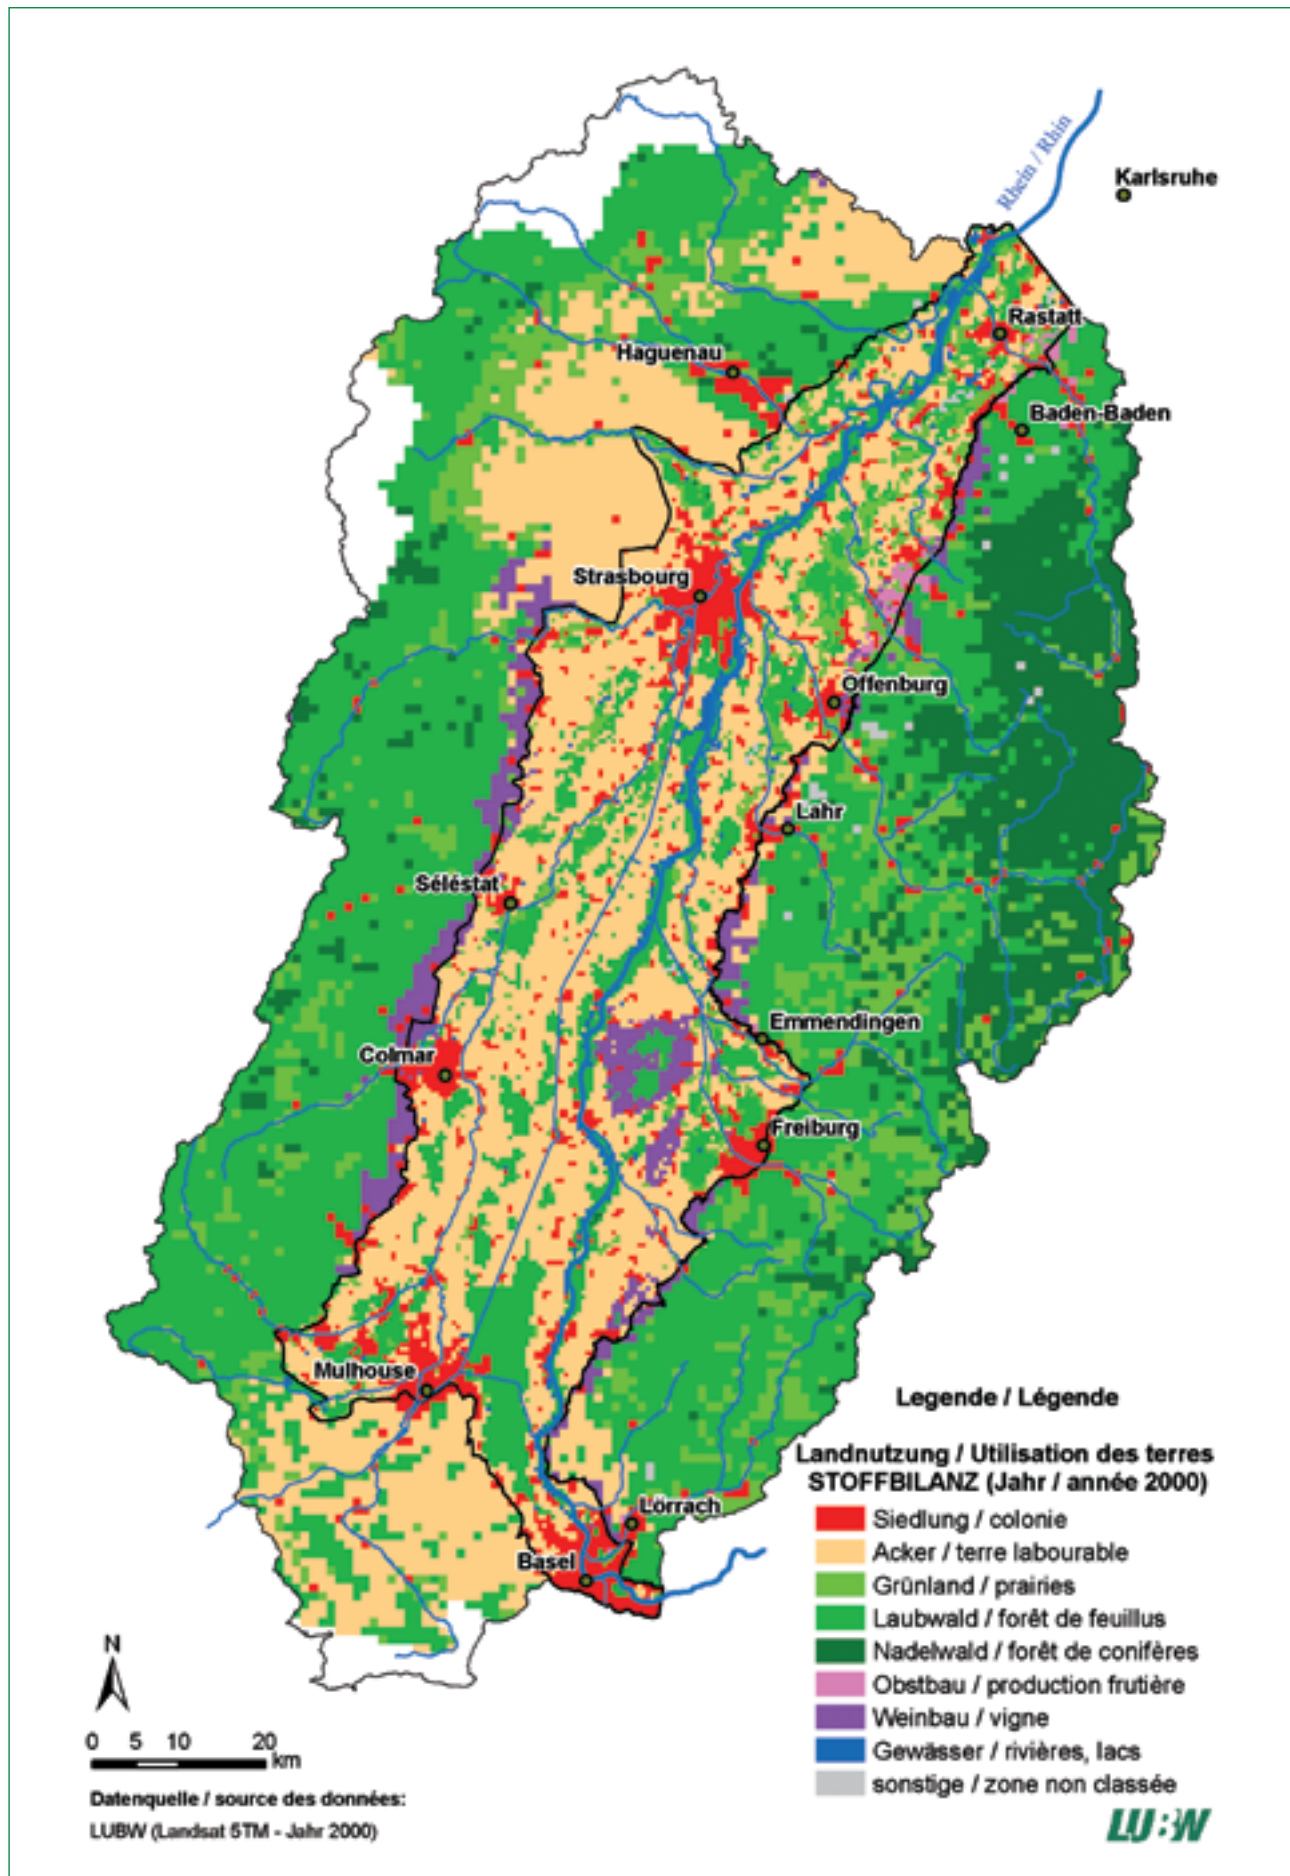 Rhein / Rhin
Karlsruhe
Rastatt
Haguenau
Baden-Baden
Strasbourg
Offenburg
Lahr
Séléstat
Emmendingen
Colmar
Freiburg
Mulhouse
Lörrach
Basel
Legende / Légende
Landnutzung / Utilisation des terres
STOFFBILANZ (Jahr / année 2000)
Siedlung / colonie
Acker / terre labourable
Grünland / prairies
Laubwald / forêt de feuillus
Nadelwald / forêt de conifères
Obstbau / production frutière
Weinbau / vigne
Gewässer / rivières, lacs
sonstige / zone non classée
N
0 5 10 20
km
Datenquelle / source des données:
LUBW (Landsat 5TM - Jahr 2000)
LUBW